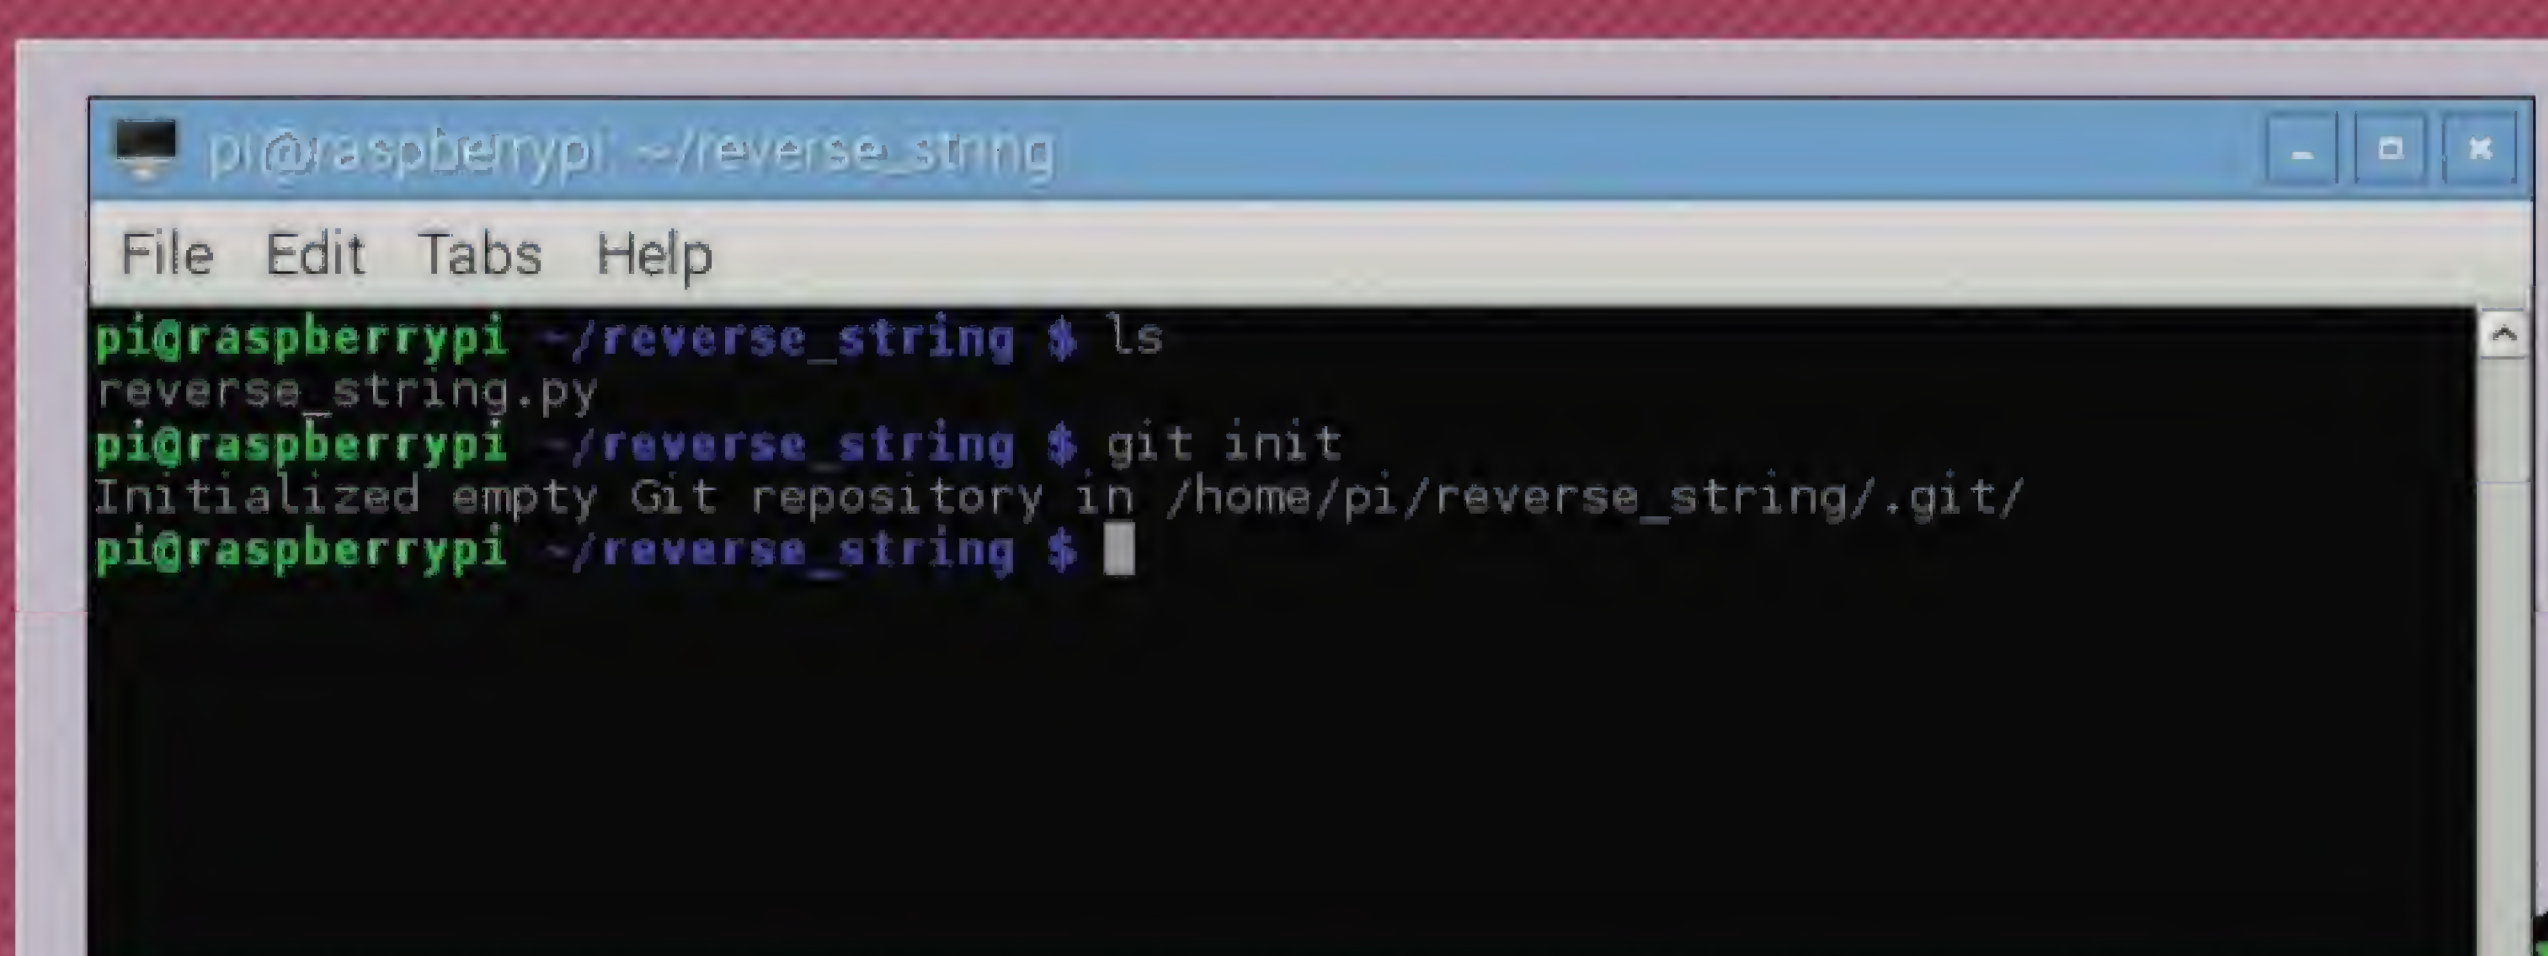 pi@raspberrypi: ~/reverse_string
File Edit Tabs Help
pi@raspberrypi ~/reverse_string $ ls
reverse_string.py
pi@raspberrypi ~/reverse_string $ git init
Initialized empty Git repository in /home/pi/reverse_string/.git/
pi@raspberrypi ~/reverse_string $